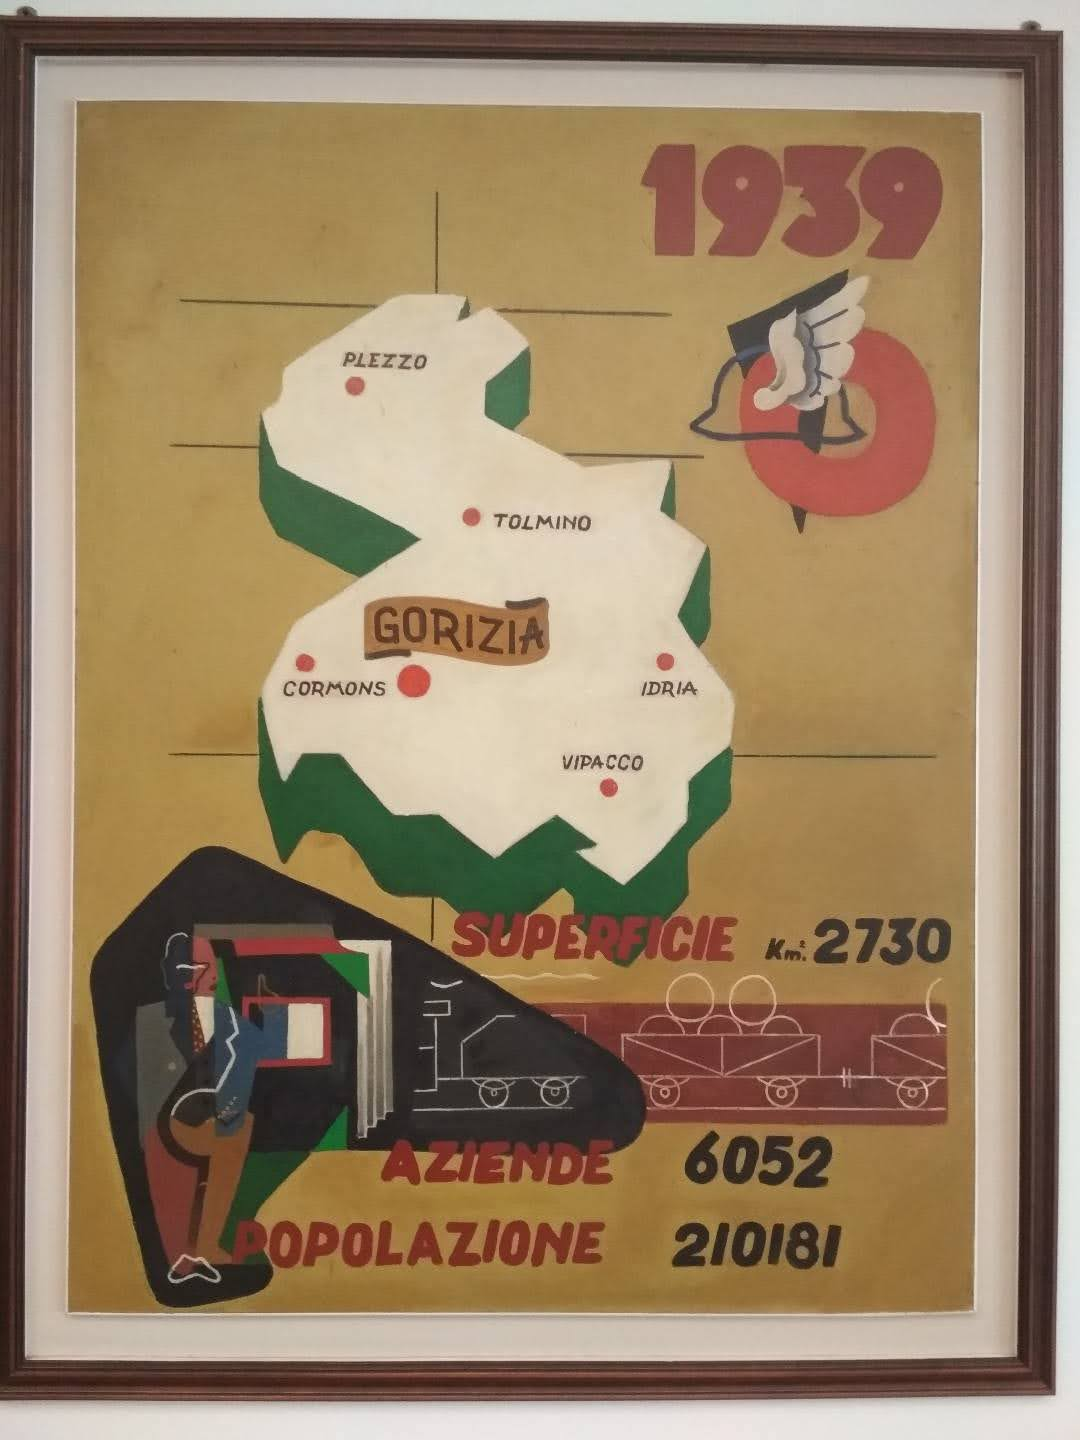 1939
PLEZZO
TOLMINO
GORIZIA
CORMONS
IDRIA
VIPACCO
SUPERFICIE Km². 2730
AZIENDE 6052
POPOLAZIONE 210181